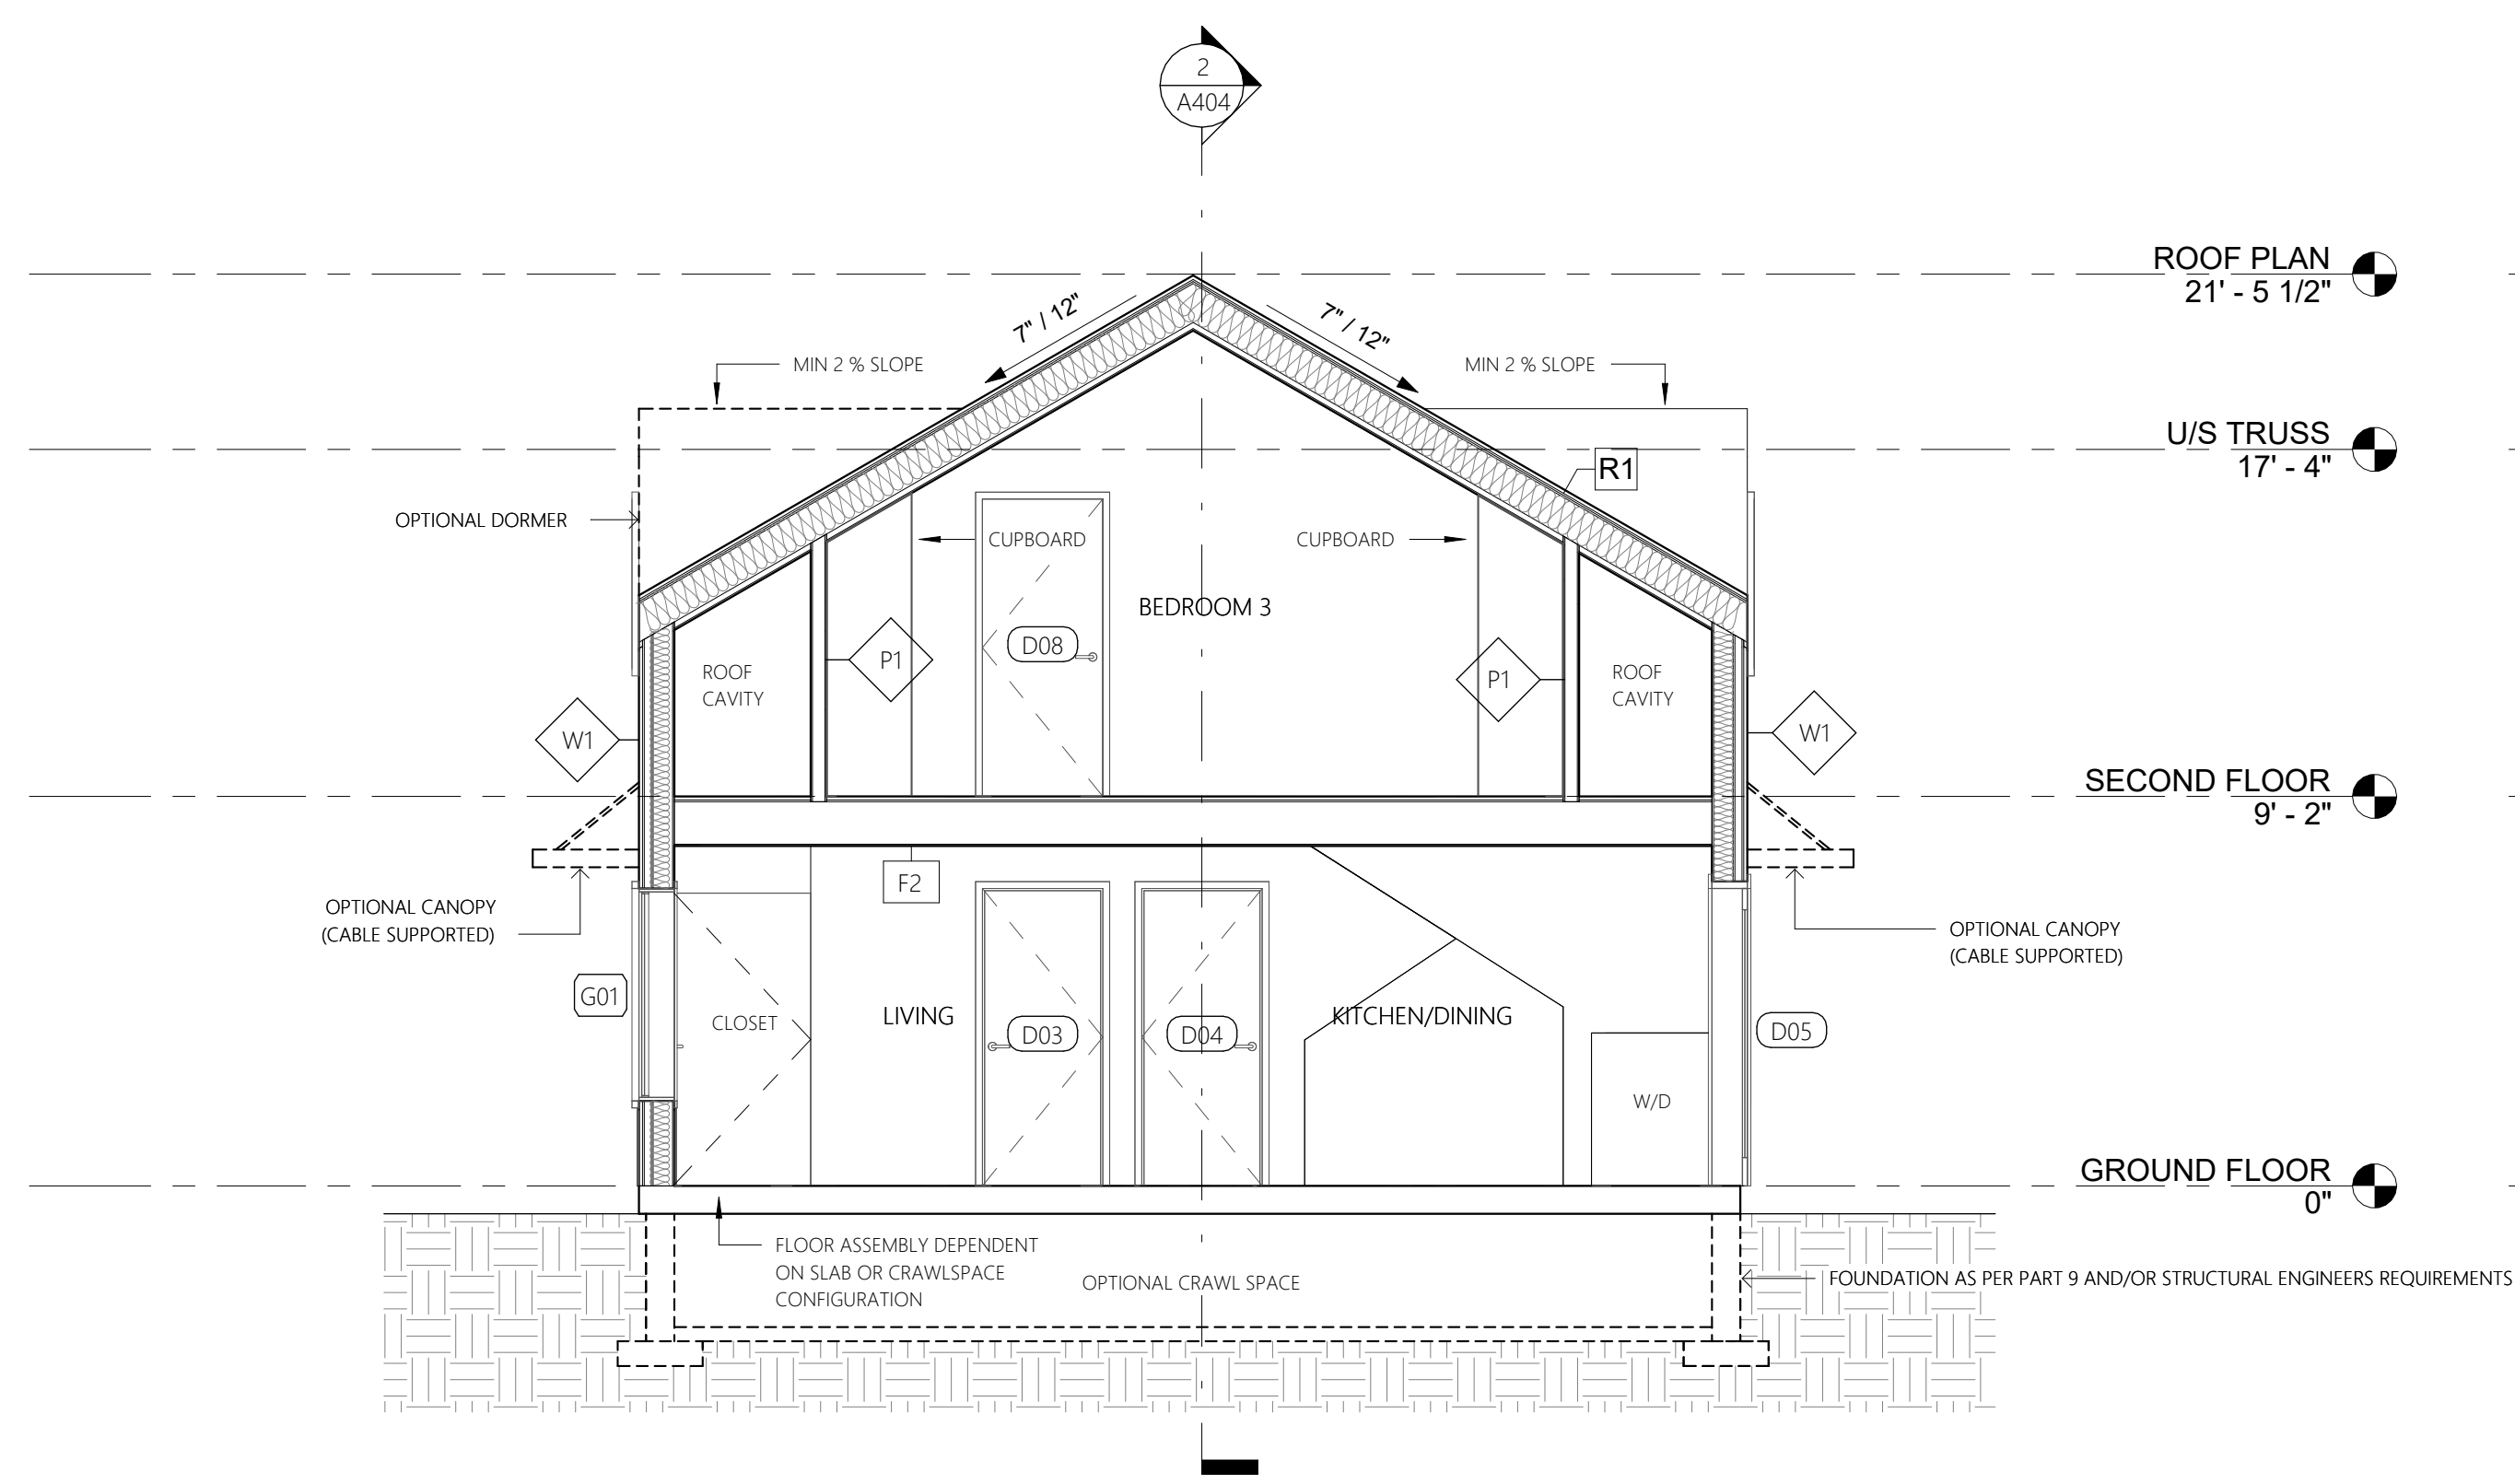 2
A404
ROOF PLAN
21' - 5 1/2"
7" / 12"
7" / 12"
MIN 2 % SLOPE
MIN 2 % SLOPE
U/S TRUSS
17' - 4"
R1
OPTIONAL DORMER
CUPBOARD
CUPBOARD
BEDROOM 3
D08
P1
P1
ROOF
CAVITY
ROOF
CAVITY
W1
W1
SECOND FLOOR
9' - 2"
F2
OPTIONAL CANOPY
(CABLE SUPPORTED)
OPTIONAL CANOPY
(CABLE SUPPORTED)
G01
CLOSET
LIVING
D03
D04
KITCHEN/DINING
D05
W/D
GROUND FLOOR
0"
FLOOR ASSEMBLY DEPENDENT
ON SLAB OR CRAWLSPACE
CONFIGURATION
OPTIONAL CRAWL SPACE
FOUNDATION AS PER PART 9 AND/OR STRUCTURAL ENGINEERS REQUIREMENTS